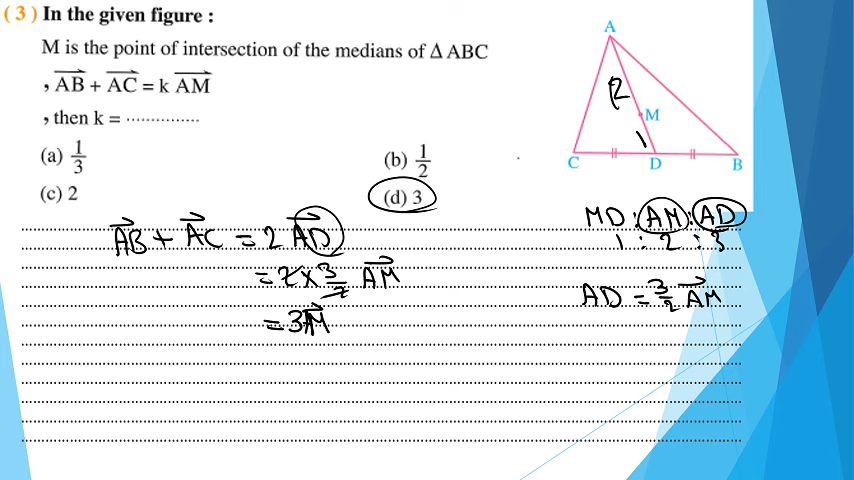 (3) In the given figure :
M is the point of intersection of the medians of Δ ABC
, AB + AC = k AM
, then k = ...............
(a) 1/3
(b) 1/2
(c) 2
(d) 3
A
2
M
1
C
D
B
AB + AC = 2 AD
= 2 × 3/2 AM
= 3AM
MD : AM : AD
1 : 2 : 3
AD = 3/2 AM